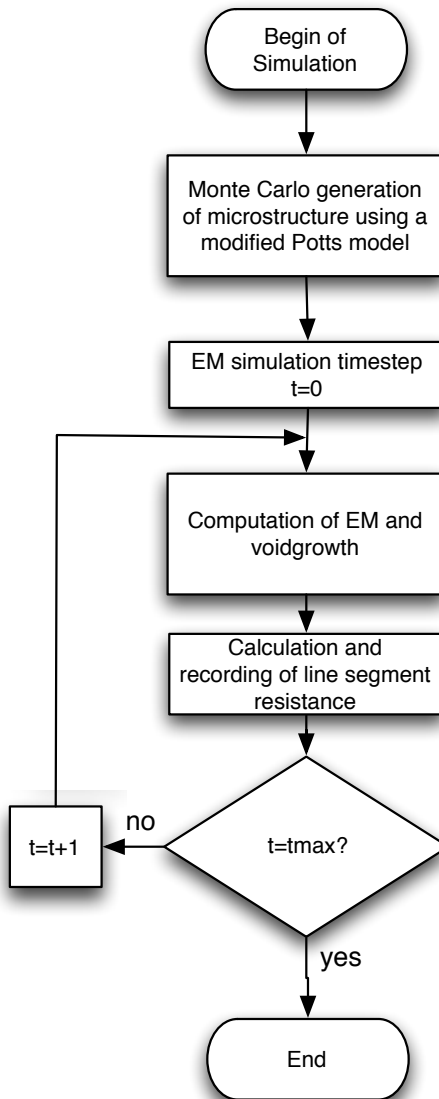 Begin of
Simulation
Monte Carlo generation
of microstructure using a
modified Potts model
EM simulation timestep
t=0
Computation of EM and
voidgrowth
Calculation and
recording of line segment
resistance
t=tmax?
no
t=t+1
yes
End